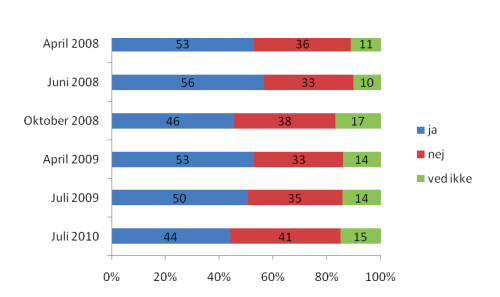 April 2008 53 36 11
Juni 2008 56 33 10
Oktober 2008 46 38 17
April 2009 53 33 14
Juli 2009 50 35 14
Juli 2010 44 41 15
0% 20% 40% 60% 80% 100%
ja
nej
ved ikke